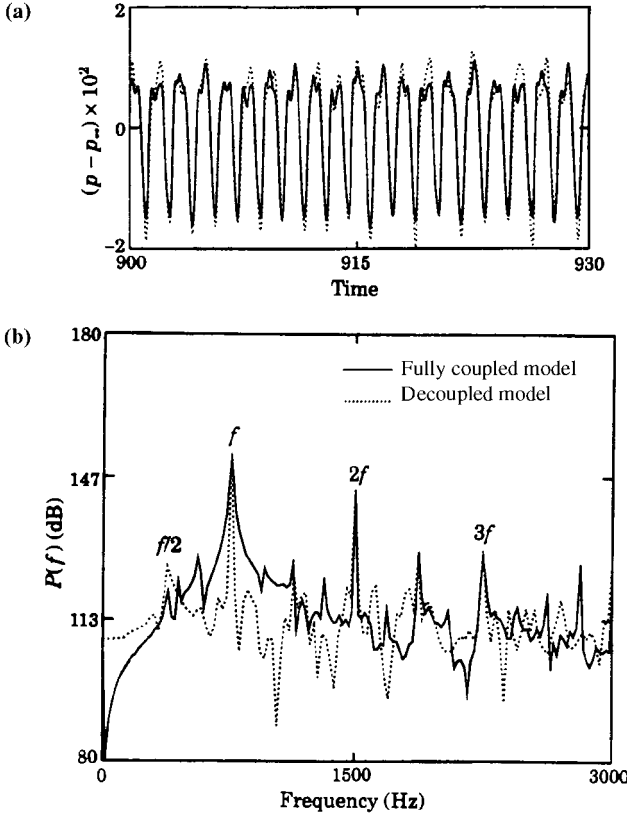 (a)
2
0
−2
(p − p∞) × 10²
900
915
930
Time
(b)
180
147
113
80
P(f) (dB)
Fully coupled model
Decoupled model
f
2f
f/2
3f
0
1500
3000
Frequency (Hz)